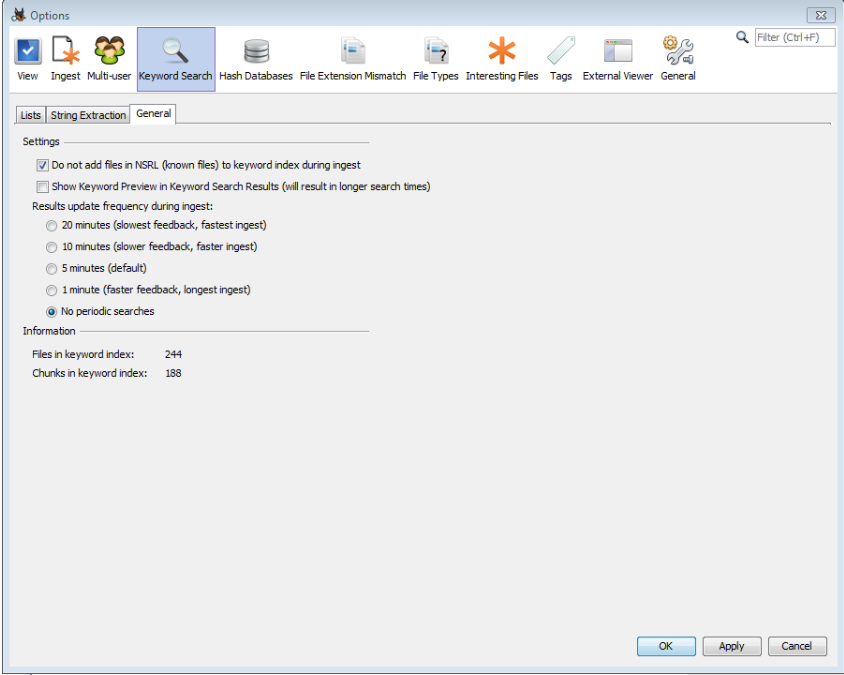 Options
Filter (Ctrl+F)
View Ingest Multi-user Keyword Search Hash Databases File Extension Mismatch File Types Interesting Files Tags External Viewer General
Lists String Extraction General
Settings
Do not add files in NSRL (known files) to keyword index during ingest
Show Keyword Preview in Keyword Search Results (will result in longer search times)
Results update frequency during ingest:
20 minutes (slowest feedback, fastest ingest)
10 minutes (slower feedback, faster ingest)
5 minutes (default)
1 minute (faster feedback, longest ingest)
No periodic searches
Information
Files in keyword index: 244
Chunks in keyword index: 188
OK Apply Cancel